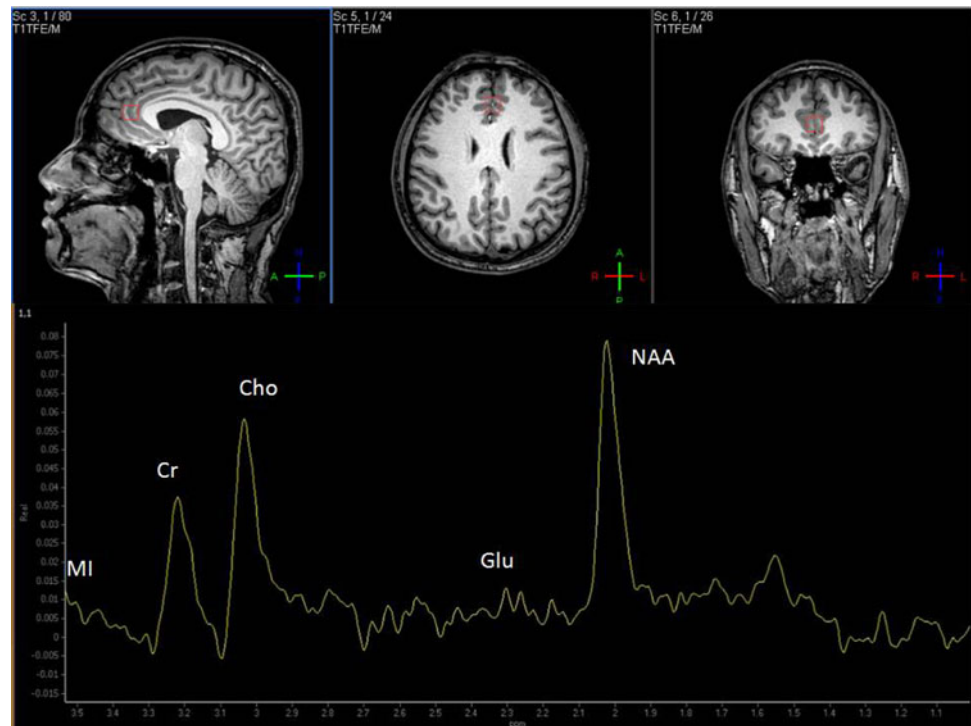 Sc 3, 1 / 80
T1TFE/M
Sc 5, 1 / 24
T1TFE/M
Sc 6, 1 / 26
T1TFE/M
H
A P
A
R L
P
H
R L
1,1
0.08
0.075
0.07
0.065
0.06
0.055
0.05
0.045
0.04
0.035
0.03
0.025
0.02
0.015
0.01
0.005
0
-0.005
-0.01
-0.015
Real
MI
Cr
Cho
Glu
NAA
3.5 3.4 3.3 3.2 3.1 3 2.9 2.8 2.7 2.6 2.5 2.4 2.3 2.2 2.1 2 1.9 1.8 1.7 1.6 1.5 1.4 1.3 1.2 1.1
ppm